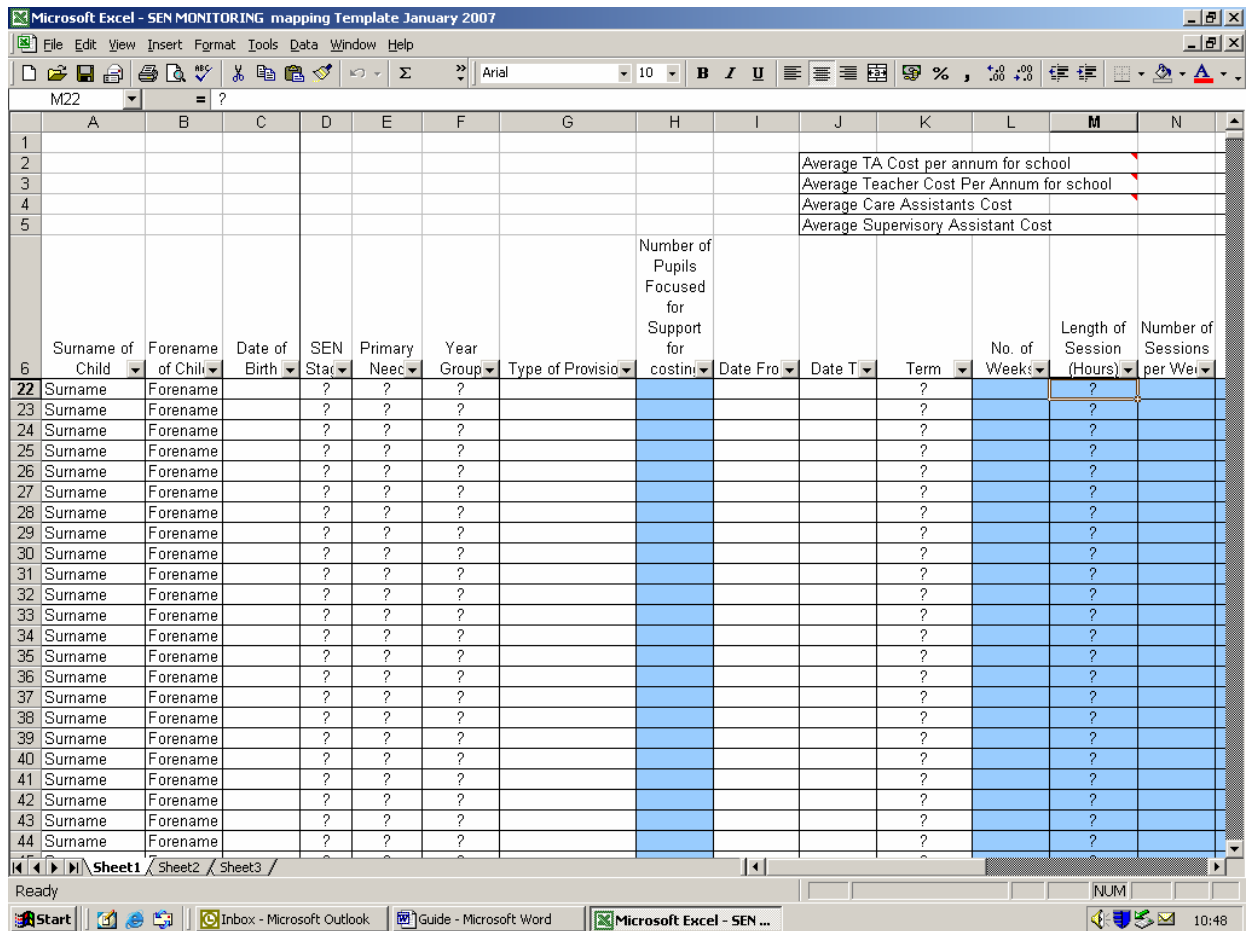 Microsoft Excel - SEN MONITORING mapping Template January 2007
File Edit View Insert Format Tools Data Window Help
Arial 10 B I U
M22 = ?
A B C D E F G H I J K L M N
1
2 Average TA Cost per annum for school
3 Average Teacher Cost Per Annum for school
4 Average Care Assistants Cost
5 Average Supervisory Assistant Cost
Number of
Pupils
Focused
for
Support Length of Number of
Surname of Forename Date of SEN Primary Year for No. of Session Sessions
6 Child of Chil Birth Sta Nee Group Type of Provisio costin Date Fro Date T Term Week (Hours) per We
22 Surname Forename ? ? ? ? ?
23 Surname Forename ? ? ? ? ?
24 Surname Forename ? ? ? ? ?
25 Surname Forename ? ? ? ? ?
26 Surname Forename ? ? ? ? ?
27 Surname Forename ? ? ? ? ?
28 Surname Forename ? ? ? ? ?
29 Surname Forename ? ? ? ? ?
30 Surname Forename ? ? ? ? ?
31 Surname Forename ? ? ? ? ?
32 Surname Forename ? ? ? ? ?
33 Surname Forename ? ? ? ? ?
34 Surname Forename ? ? ? ? ?
35 Surname Forename ? ? ? ? ?
36 Surname Forename ? ? ? ? ?
37 Surname Forename ? ? ? ? ?
38 Surname Forename ? ? ? ? ?
39 Surname Forename ? ? ? ? ?
40 Surname Forename ? ? ? ? ?
41 Surname Forename ? ? ? ? ?
42 Surname Forename ? ? ? ? ?
43 Surname Forename ? ? ? ? ?
44 Surname Forename ? ? ? ? ?
Sheet1 Sheet2 Sheet3
Ready NUM
Start Inbox - Microsoft Outlook Guide - Microsoft Word Microsoft Excel - SEN ... 10:48